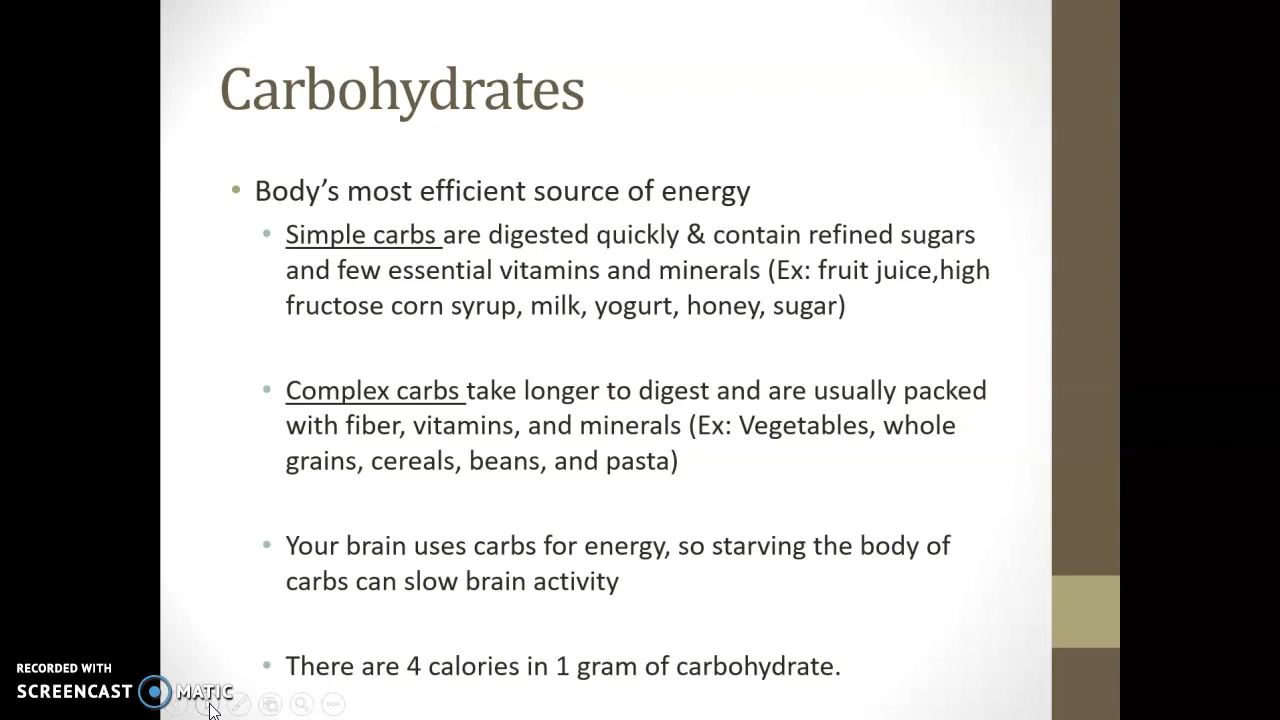 Carbohydrates
• Body’s most efficient source of energy
• Simple carbs are digested quickly & contain refined sugars
and few essential vitamins and minerals (Ex: fruit juice,high
fructose corn syrup, milk, yogurt, honey, sugar)
• Complex carbs take longer to digest and are usually packed
with fiber, vitamins, and minerals (Ex: Vegetables, whole
grains, cereals, beans, and pasta)
• Your brain uses carbs for energy, so starving the body of
carbs can slow brain activity
• There are 4 calories in 1 gram of carbohydrate.
RECORDED WITH
SCREENCAST MATIC